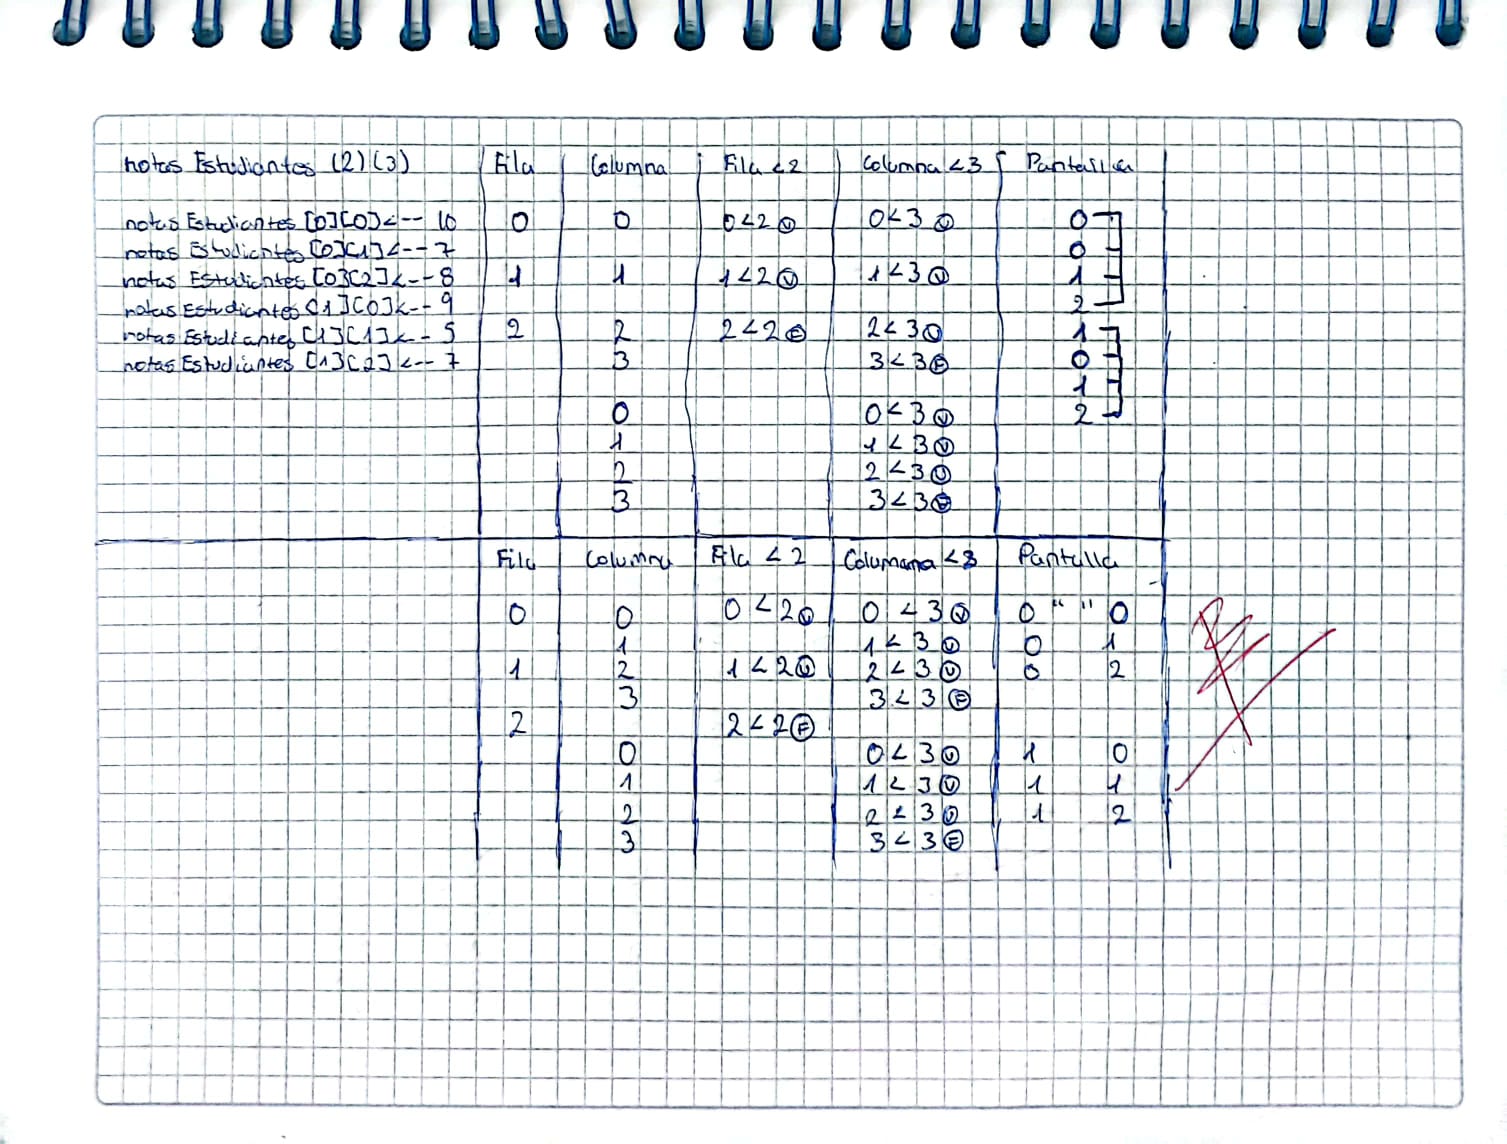 notas Estudiantes (2)(3) Fila Columna Fila <2 Columna <3 Pantalla
notas Estudiantes [0][0]<-- 10 0 0 0<2 V 0<3 V 0
notas Estudiantes [0][1]<-- 7 0
notas Estudiantes [0][2]<-- 8 1 1 1<2 V 1<3 V 1
notas Estudiantes [1][0]<-- 9 2
notas Estudiantes [1][1]<-- 5 2 2 2<2 F 2<3 V 1
notas Estudiantes [1][2]<-- 7 3 3<3 F 0
1
0 0<3 V 2
1 1<3 V
2 2<3 V
3 3<3 F
Fila Columna Fila <2 Columana <3 Pantalla
0 0 0<2 V 0<3 V 0 " " 0
1 1<3 V 0 1
1 2 1<2 V 2<3 V 0 2
3 3<3 F
2 2<2 F
0 0<3 V 1 0
1 1<3 V 1 1
2 2<3 V 1 2
3 3<3 F